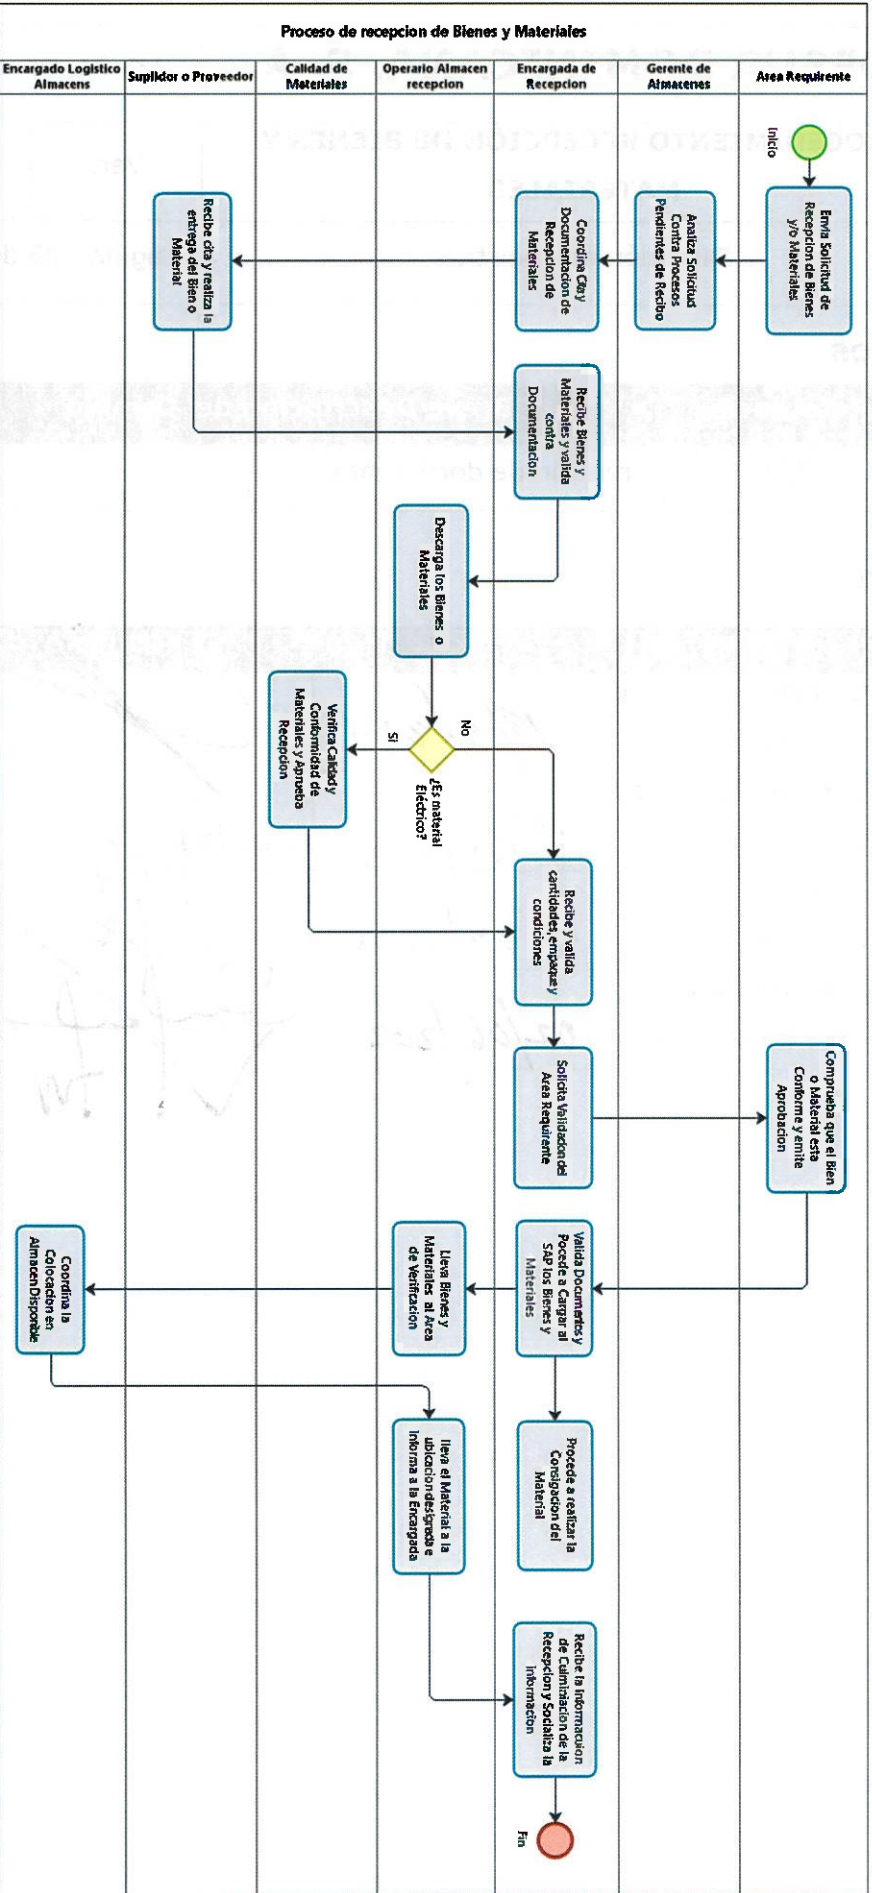 Proceso de recepcion de Bienes y Materiales
Encargado Logistico
Almacens
Suplidor o Proveedor
Calidad de
Materiales
Operario Almacen
recepcion
Encargada de
Recepcion
Gerente de
Almacenes
Area Requirente
Inicio
Envia Solicitud de
Recepcion de Bienes
y/o Materiales
Analiza Solicitud
Contra Procesos
Pendientes de Recibo
Coordina Cita y
Documentacion de
Recepcion de
Materiales
Recibe cita y realiza la
entrega del Bien o
Material
Recibe Bienes y
Materiales y valida
contra
Documentacion
Descarga los Bienes o
Materiales
¿Es material
Eléctrico?
No
Si
Verifica Calidad y
Conformidad de
Materiales y Aprueba
Recepcion
Recibe y valida
cantidades, empaque y
condiciones
Solicita Validacion del
Area Requirente
Comprueba que el Bien
o Material esta
Conforme y emite
Aprobacion
Valida Documentos y
Pocede a Cargar al
SAP los Bienes y
Materiales
Lleva Bienes y
Materiales al Area
de Verificacion
Coordina la
Colocacion en
Almacen Disponible
Procede a realizar la
Consigacion del
Material
lleva el Material a la
ubicacion designada e
Informa a la Encargada
Recibe la Informacuion
de Culminiacion de la
Recepcion y Socializa la
Informacion
Fin